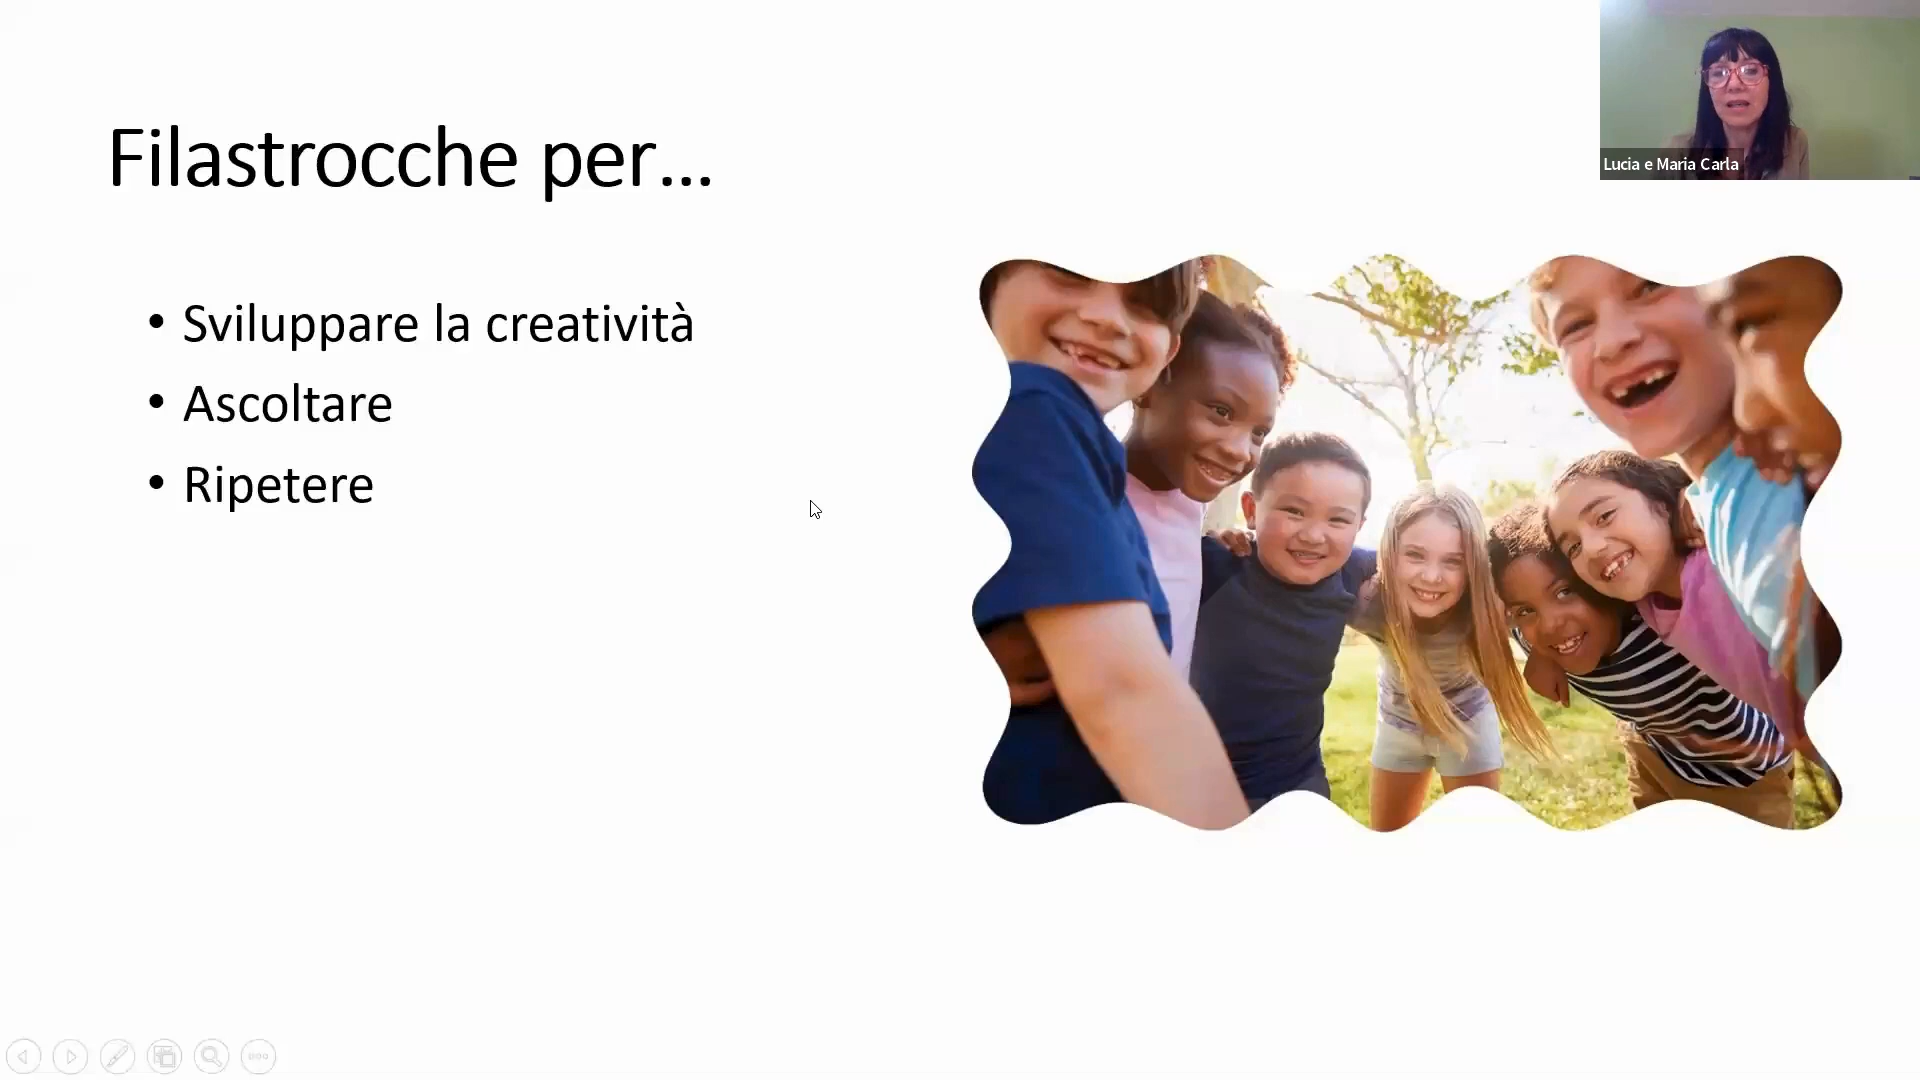 Filastrocche per...
• Sviluppare la creatività
• Ascoltare
• Ripetere
Lucia e Maria Carla